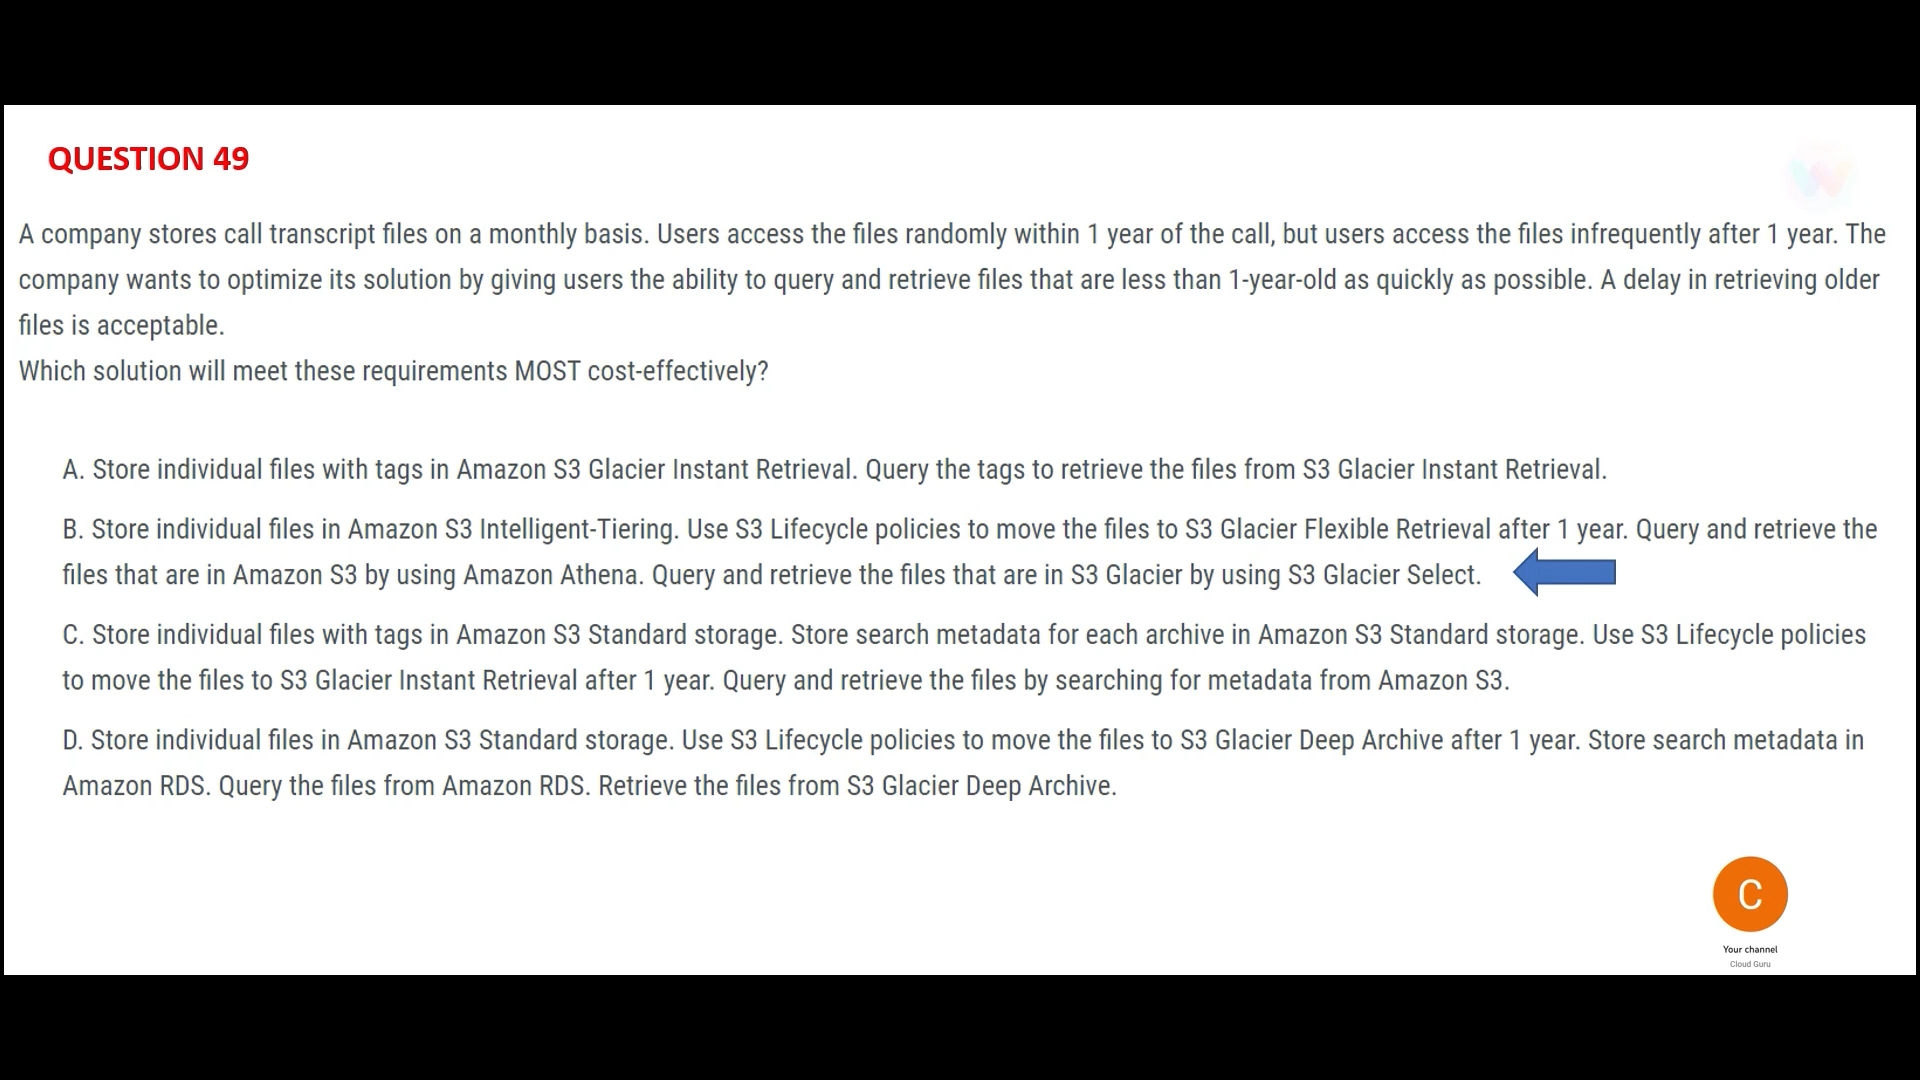 QUESTION 49
A company stores call transcript files on a monthly basis. Users access the files randomly within 1 year of the call, but users access the files infrequently after 1 year. The
company wants to optimize its solution by giving users the ability to query and retrieve files that are less than 1-year-old as quickly as possible. A delay in retrieving older
files is acceptable.
Which solution will meet these requirements MOST cost-effectively?
A. Store individual files with tags in Amazon S3 Glacier Instant Retrieval. Query the tags to retrieve the files from S3 Glacier Instant Retrieval.
B. Store individual files in Amazon S3 Intelligent-Tiering. Use S3 Lifecycle policies to move the files to S3 Glacier Flexible Retrieval after 1 year. Query and retrieve the
files that are in Amazon S3 by using Amazon Athena. Query and retrieve the files that are in S3 Glacier by using S3 Glacier Select.
C. Store individual files with tags in Amazon S3 Standard storage. Store search metadata for each archive in Amazon S3 Standard storage. Use S3 Lifecycle policies
to move the files to S3 Glacier Instant Retrieval after 1 year. Query and retrieve the files by searching for metadata from Amazon S3.
D. Store individual files in Amazon S3 Standard storage. Use S3 Lifecycle policies to move the files to S3 Glacier Deep Archive after 1 year. Store search metadata in
Amazon RDS. Query the files from Amazon RDS. Retrieve the files from S3 Glacier Deep Archive.
C
Your channel
Cloud Guru